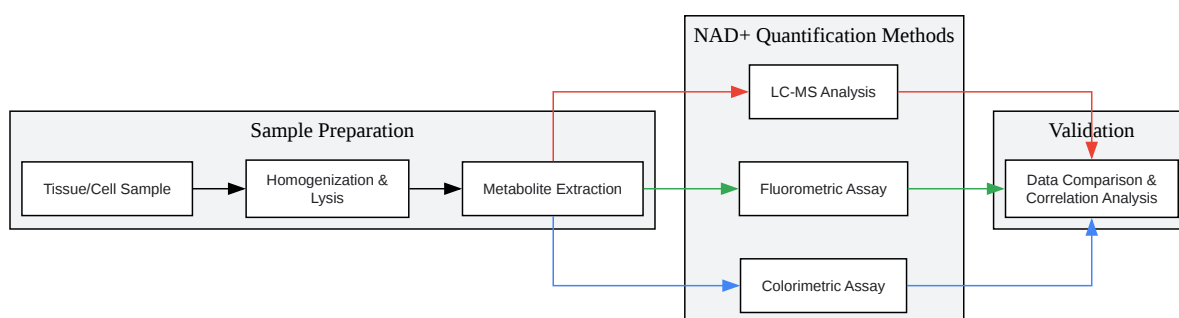 NAD+ Quantification Methods
LC-MS Analysis
Sample Preparation
Validation
Tissue/Cell Sample
Homogenization &
Lysis
Metabolite Extraction
Fluorometric Assay
Data Comparison &
Correlation Analysis
Colorimetric Assay